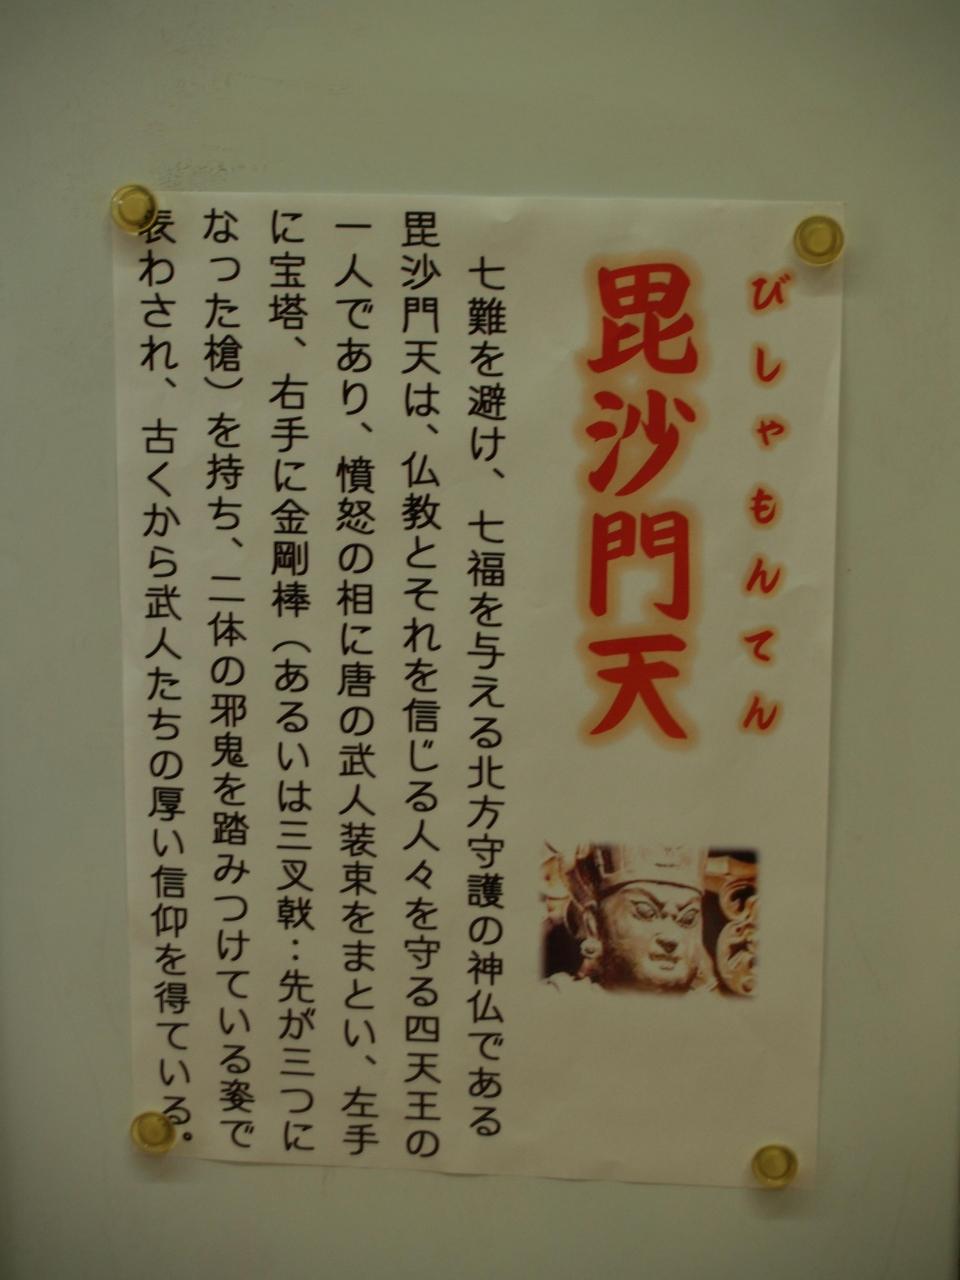 びしゃもんてん
毘沙門天
七難を避け、七福を与える北方守護の神仏である
毘沙門天は、仏教とそれを信じる人々を守る四天王の
一人であり、憤怒の相に唐の武人装束をまとい、左手
に宝塔、右手に金剛棒（あるいは三叉戟：先が三つに
なった槍）を持ち、二体の邪鬼を踏みつけている姿で
表わされ、古くから武人たちの厚い信仰を得ている。